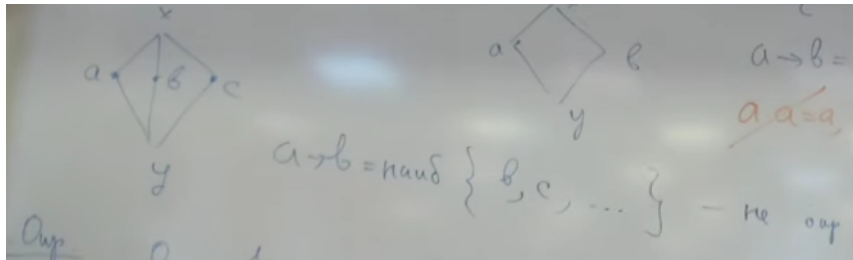 x
a b c
y
a b
y
a → b =
a a = a,
a → b = наиб { b, c, ... } — не опр
Опр